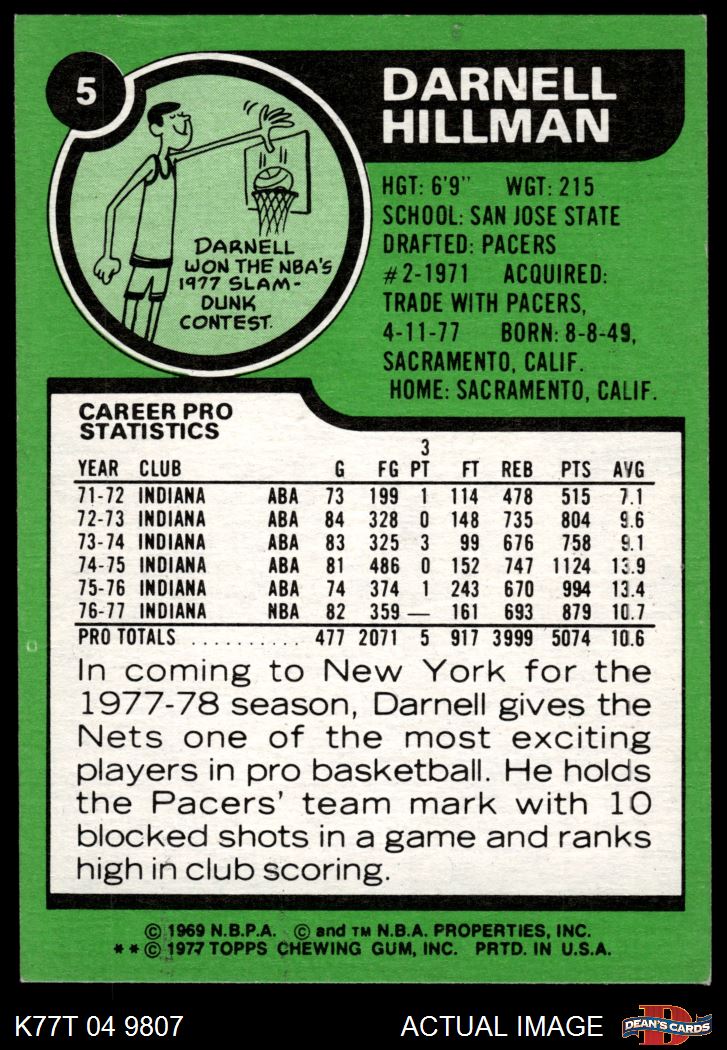 5
DARNELL
HILLMAN
DARNELL
WON THE NBA'S
1977 SLAM-
DUNK
CONTEST.
HGT: 6'9" WGT: 215
SCHOOL: SAN JOSE STATE
DRAFTED: PACERS
#2-1971 ACQUIRED:
TRADE WITH PACERS,
4-11-77 BORN: 8-8-49,
SACRAMENTO, CALIF.
HOME: SACRAMENTO, CALIF.
CAREER PRO
STATISTICS
YEAR CLUB G FG 3 PT FT REB PTS AVG
71-72 INDIANA ABA 73 199 1 114 478 515 7.1
72-73 INDIANA ABA 84 328 0 148 735 804 9.6
73-74 INDIANA ABA 83 325 3 99 676 758 9.1
74-75 INDIANA ABA 81 486 0 152 747 1124 13.9
75-76 INDIANA ABA 74 374 1 243 670 994 13.4
76-77 INDIANA NBA 82 359 — 161 693 879 10.7
PRO TOTALS .......... 477 2071 5 917 3999 5074 10.6
In coming to New York for the
1977-78 season, Darnell gives the
Nets one of the most exciting
players in pro basketball. He holds
the Pacers' team mark with 10
blocked shots in a game and ranks
high in club scoring.
© 1969 N.B.P.A. © and TM N.B.A. PROPERTIES, INC.
**© 1977 TOPPS CHEWING GUM, INC. PRTD. IN U.S.A.
K77T 04 9807 ACTUAL IMAGE
D
DEAN'S CARDS